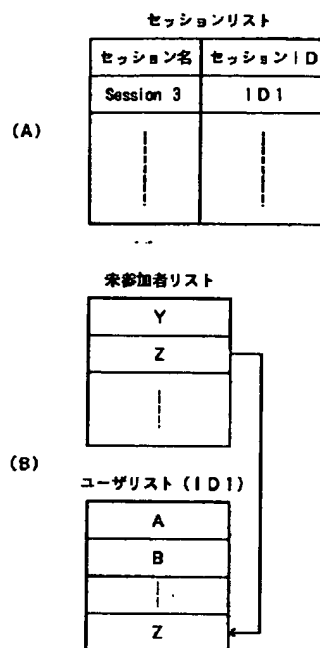 セッションリスト
セッション名 セッションID
Session 3 ID1
(A)
未参加者リスト
Y
Z
(B)
ユーザリスト (ID1)
A
B
Z